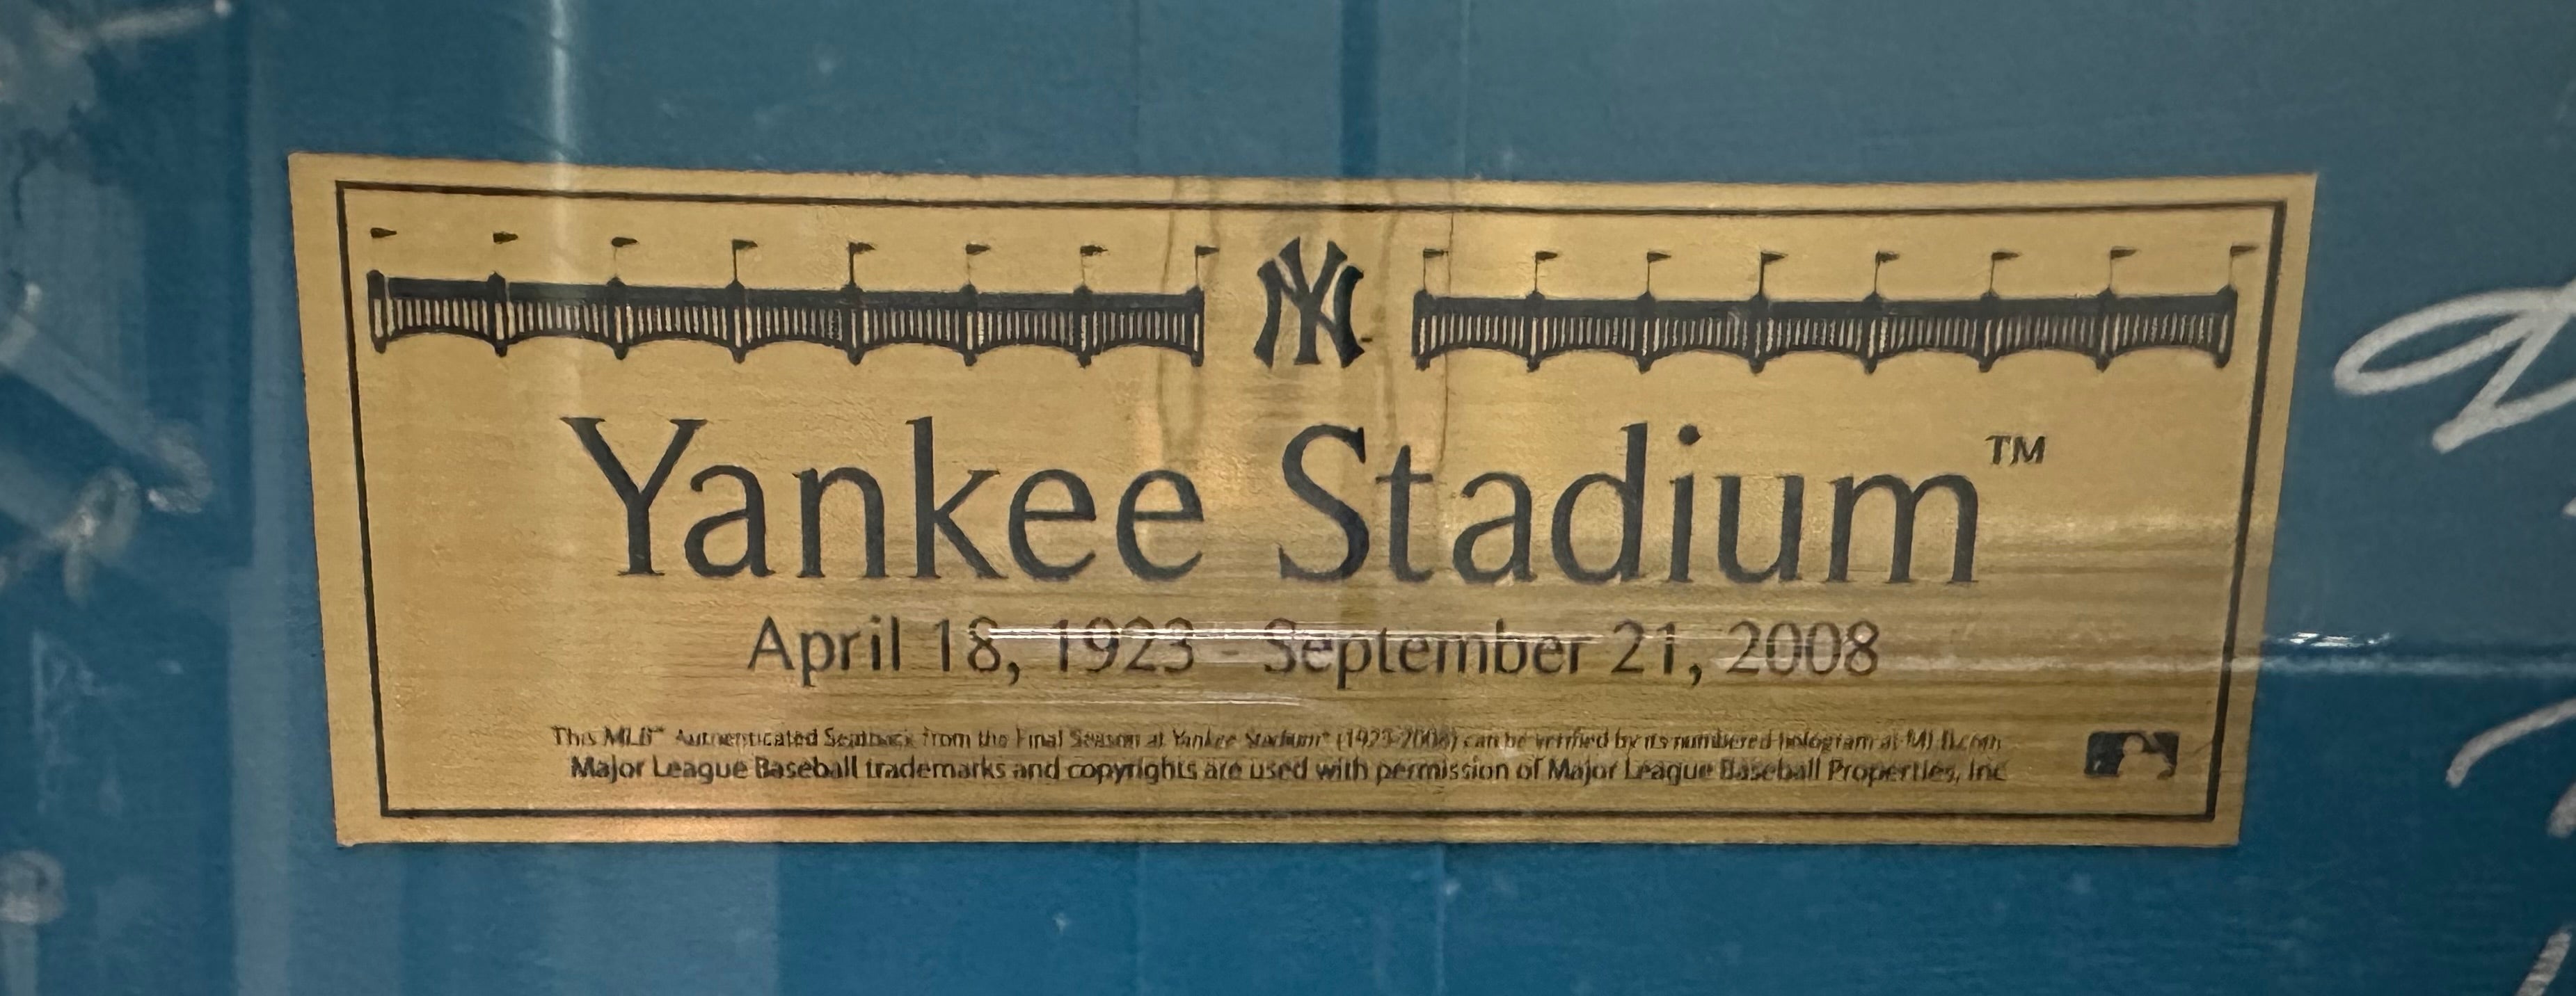 NY
Yankee Stadium™
April 18, 1923 - September 21, 2008
This MLB™ Authenticated Seatback from the Final Season at Yankee Stadium® (1923-2008) can be verified by its numbered hologram at MLB.com
Major League Baseball trademarks and copyrights are used with permission of Major League Baseball Properties, Inc